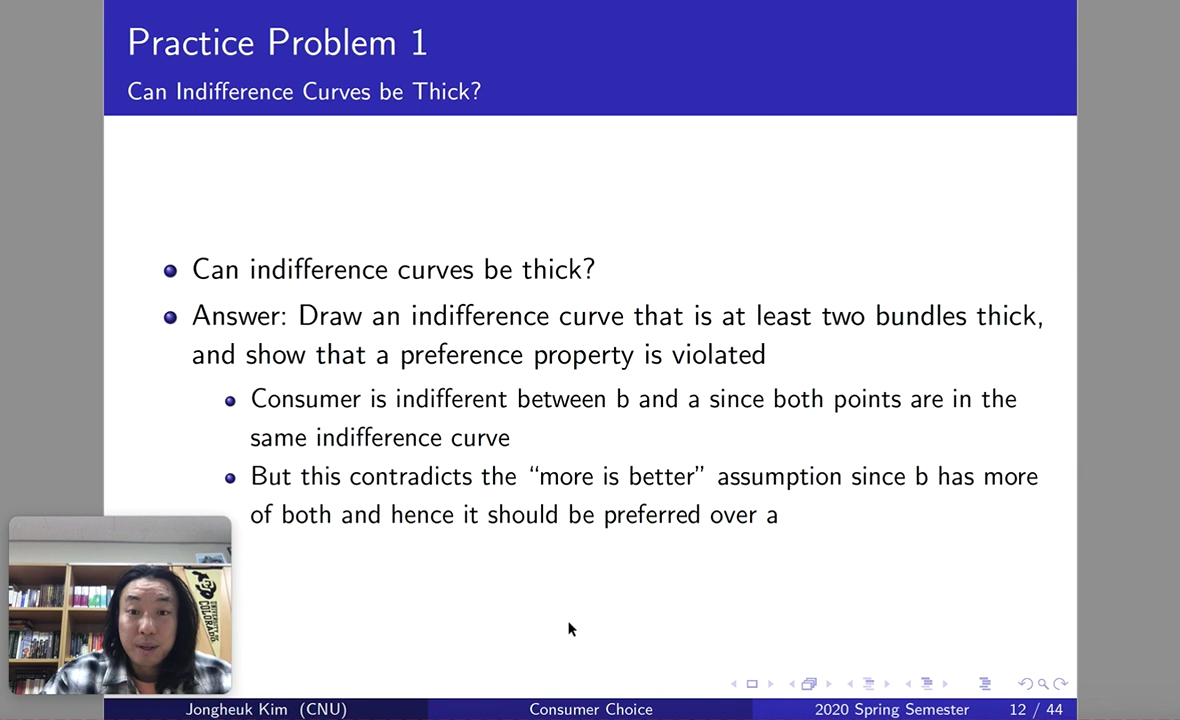 Practice Problem 1
Can Indifference Curves be Thick?
Can indifference curves be thick?
Answer: Draw an indifference curve that is at least two bundles thick,
and show that a preference property is violated
Consumer is indifferent between b and a since both points are in the
same indifference curve
But this contradicts the “more is better” assumption since b has more
of both and hence it should be preferred over a
COLORADO
Jongheuk Kim (CNU)
Consumer Choice
2020 Spring Semester
12 / 44